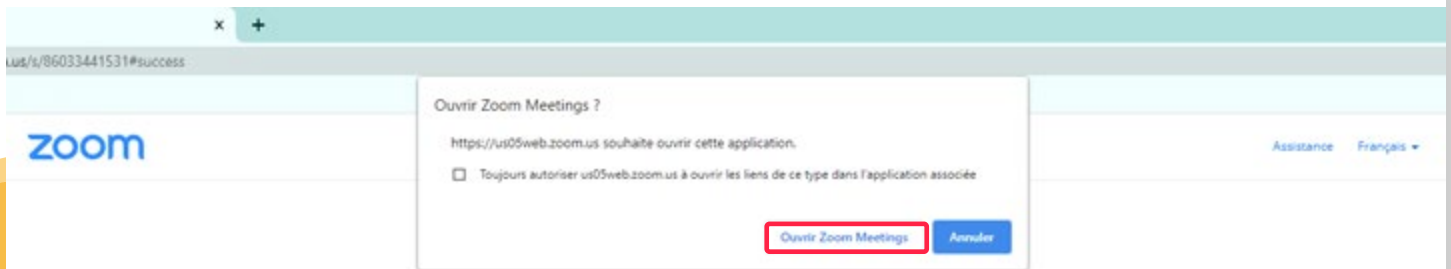 .us/s/86033441531#success
Ouvrir Zoom Meetings ?
https://us05web.zoom.us souhaite ouvrir cette application.
Toujours autoriser us05web.zoom.us à ouvrir les liens de ce type dans l'application associée
Ouvrir Zoom Meetings Annuler
zoom
Assistance Français